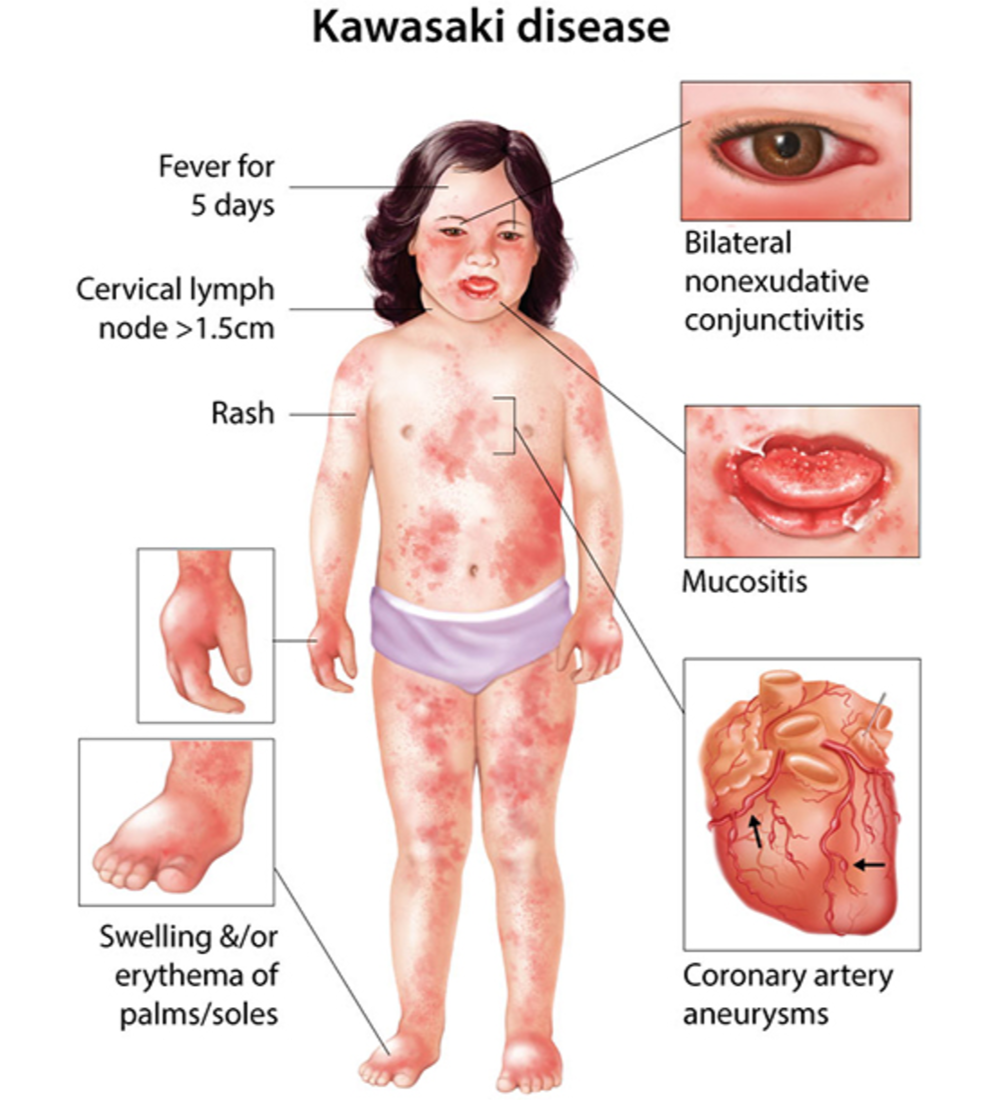 Kawasaki disease
Fever for
5 days
Cervical lymph
node >1.5cm
Rash
Swelling &/or
erythema of
palms/soles
Bilateral
nonexudative
conjunctivitis
Mucositis
Coronary artery
aneurysms